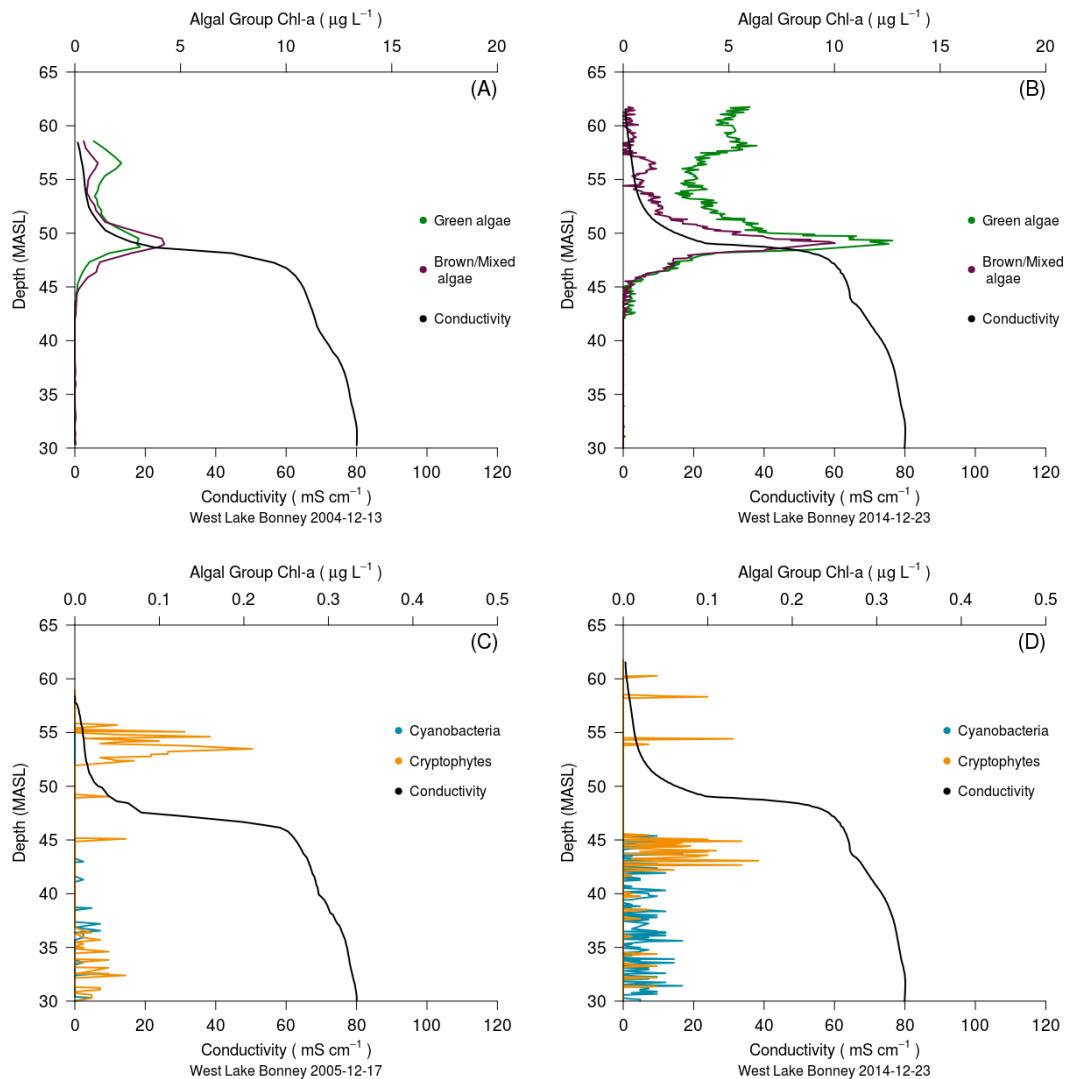 Algal Group Chl-a ( μg L⁻¹ )
0 5 10 15 20
(A)
65
60
55
50
45
40
35
30
Depth (MASL)
Green algae
Brown/Mixed
algae
Conductivity
0 20 40 60 80 100 120
Conductivity ( mS cm⁻¹ )
West Lake Bonney 2004-12-13
Algal Group Chl-a ( μg L⁻¹ )
0 5 10 15 20
(B)
65
60
55
50
45
40
35
30
Depth (MASL)
Green algae
Brown/Mixed
algae
Conductivity
0 20 40 60 80 100 120
Conductivity ( mS cm⁻¹ )
West Lake Bonney 2014-12-23
Algal Group Chl-a ( μg L⁻¹ )
0.0 0.1 0.2 0.3 0.4 0.5
(C)
65
60
55
50
45
40
35
30
Depth (MASL)
Cyanobacteria
Cryptophytes
Conductivity
0 20 40 60 80 100 120
Conductivity ( mS cm⁻¹ )
West Lake Bonney 2005-12-17
Algal Group Chl-a ( μg L⁻¹ )
0.0 0.1 0.2 0.3 0.4 0.5
(D)
65
60
55
50
45
40
35
30
Depth (MASL)
Cyanobacteria
Cryptophytes
Conductivity
0 20 40 60 80 100 120
Conductivity ( mS cm⁻¹ )
West Lake Bonney 2014-12-23